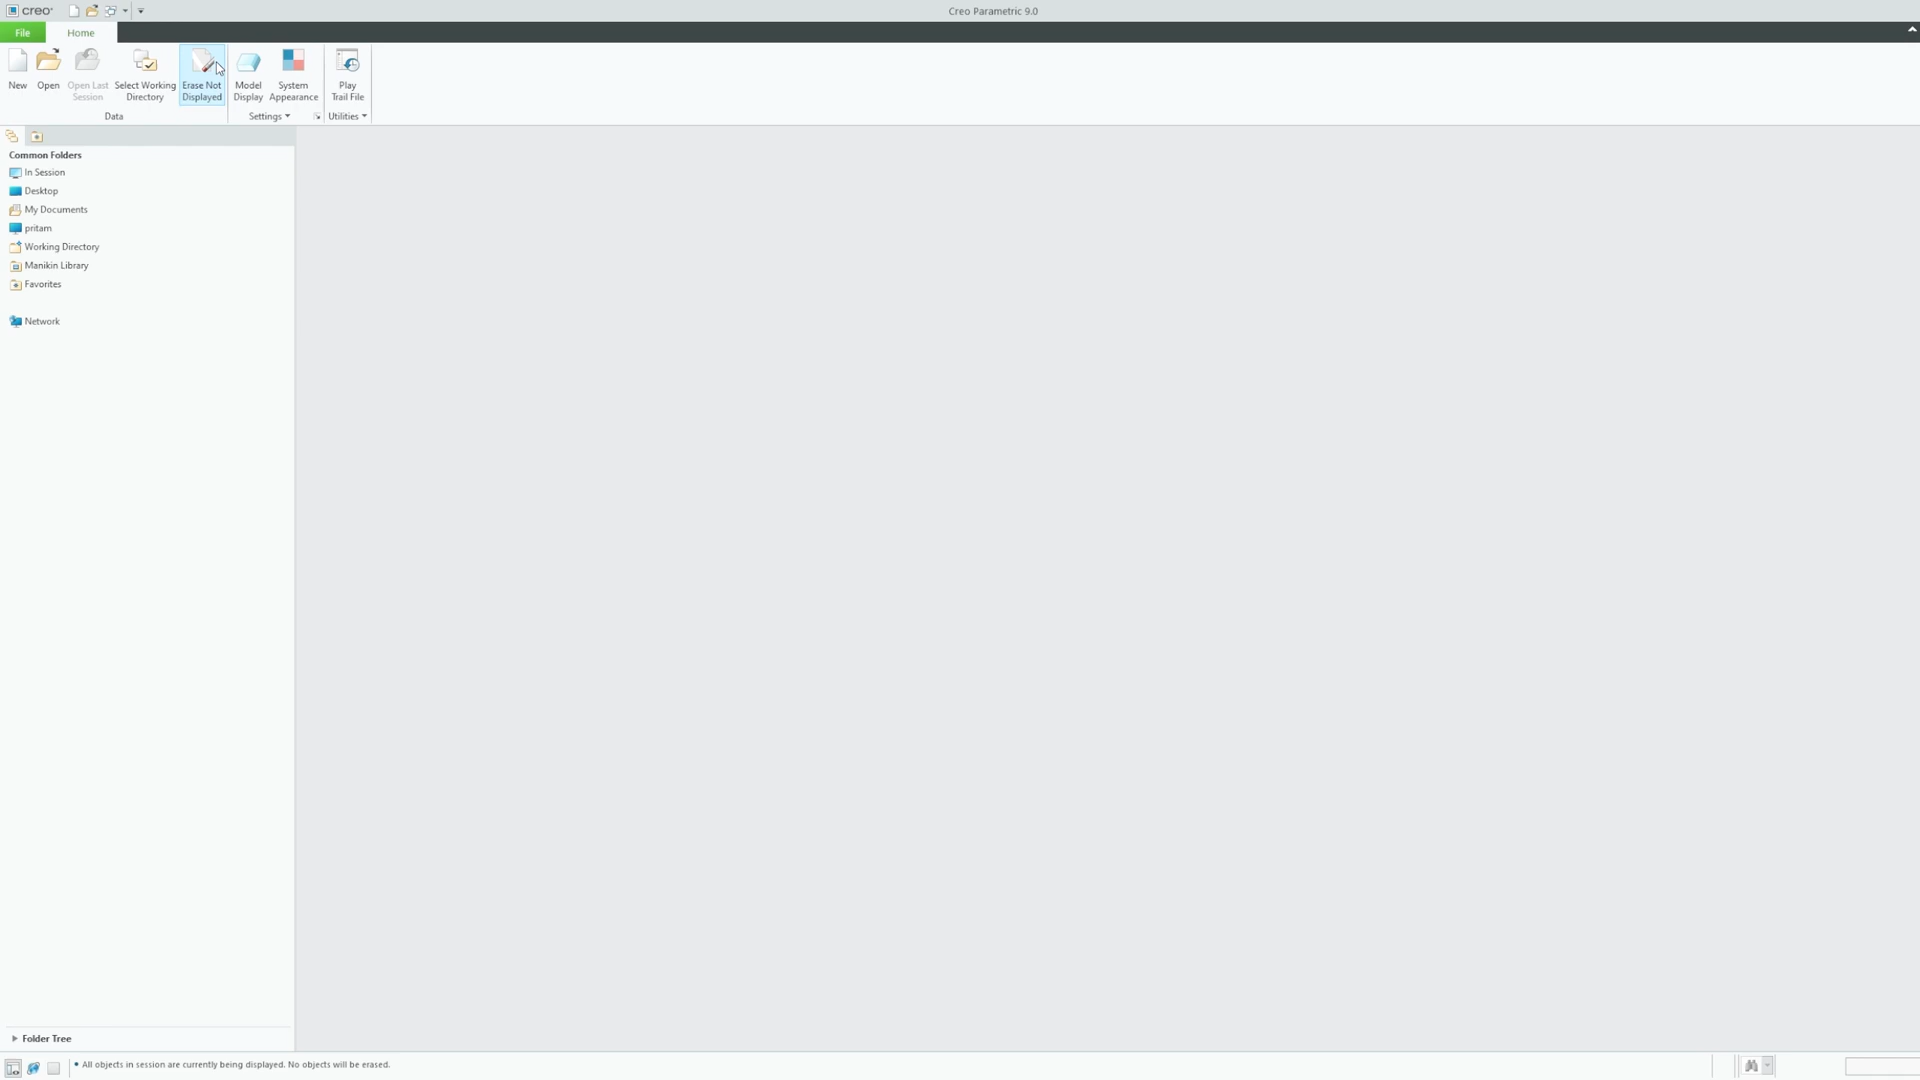 creo
Creo Parametric 9.0
File
Home
New
Open
Open Last
Session
Select Working
Directory
Erase Not
Displayed
Model
Display
System
Appearance
Play
Trail File
Data
Settings
Utilities
Common Folders
In Session
Desktop
My Documents
pritam
Working Directory
Manikin Library
Favorites
Network
Folder Tree
• All objects in session are currently being displayed. No objects will be erased.